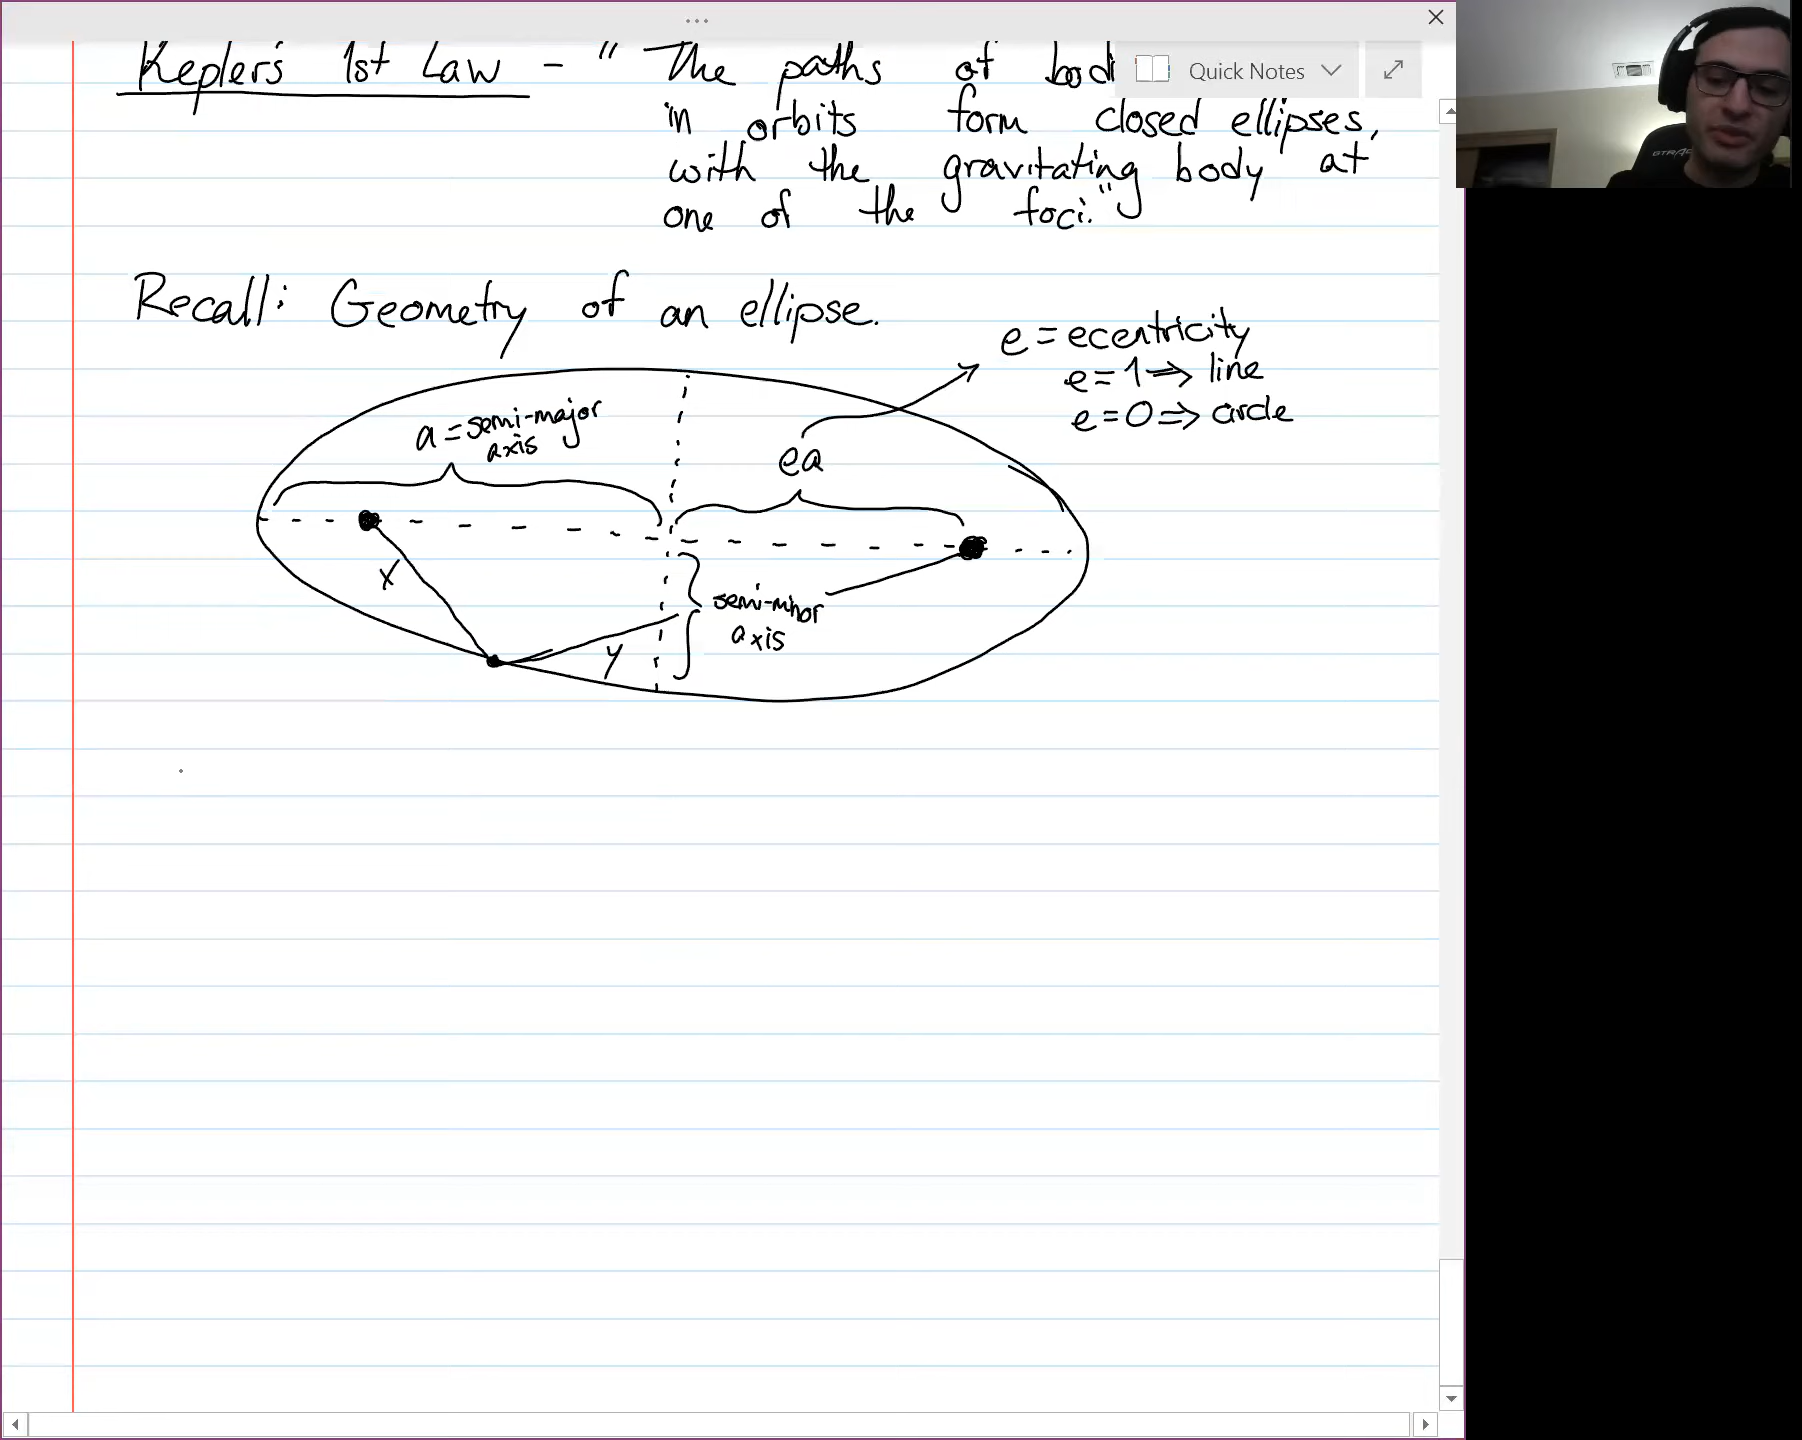 Kepler's 1st Law - " The paths of bodi
Quick Notes
in orbits form closed ellipses,
with the gravitating body at
one of the foci."
Recall: Geometry of an ellipse.
e = ecentricity
e = 1 ⇒ line
e = 0 ⇒ circle
a = semi-major
axis
ea
x
semi-minor
axis
y